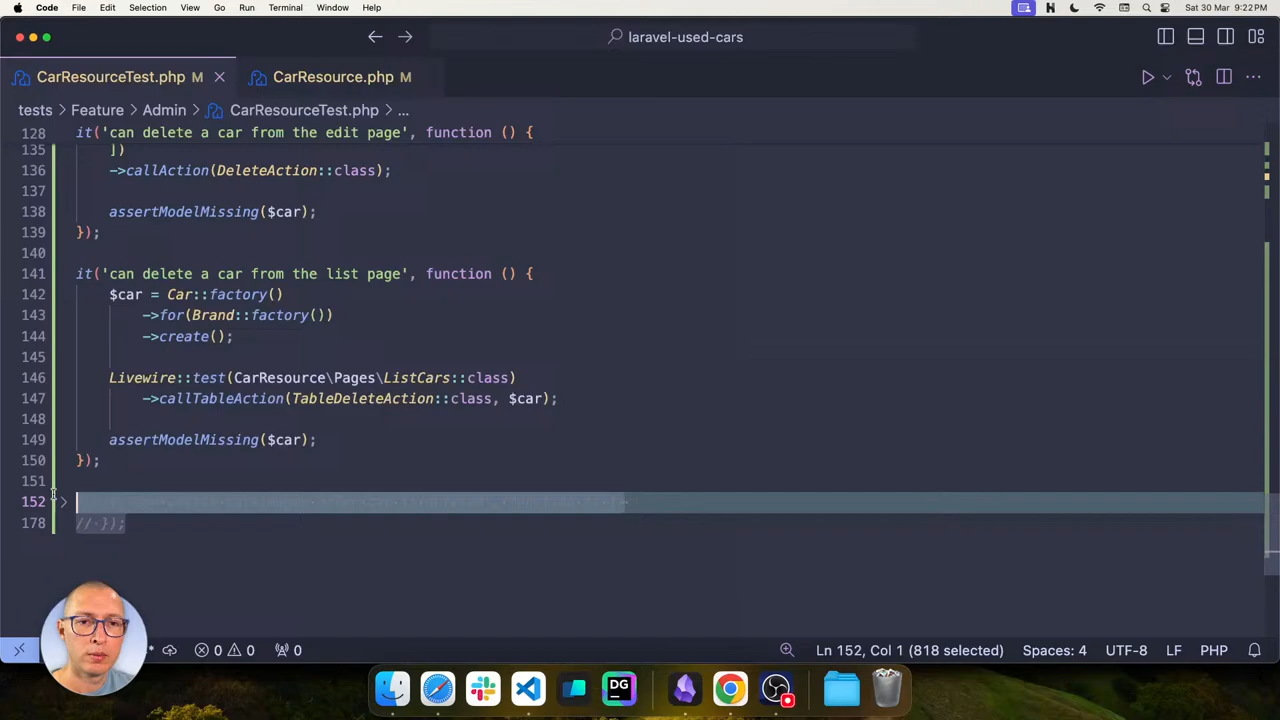 Code File Edit Selection View Go Run Terminal Window Help Sat 30 Mar 9:22 PM
laravel-used-cars
CarResourceTest.php M CarResource.php M
tests > Feature > Admin > CarResourceTest.php > ...
128 it('can delete a car from the edit page', function () {
135 ])
136 ->callAction(DeleteAction::class);
137
138 assertModelMissing($car);
139 });
140
141 it('can delete a car from the list page', function () {
142 $car = Car::factory()
143 ->for(Brand::factory())
144 ->create();
145
146 Livewire::test(CarResource\Pages\ListCars::class)
147 ->callTableAction(TableDeleteAction::class, $car);
148
149 assertModelMissing($car);
150 });
151
152
178 // });
0 0 0 Ln 152, Col 1 (818 selected) Spaces: 4 UTF-8 LF PHP
DG